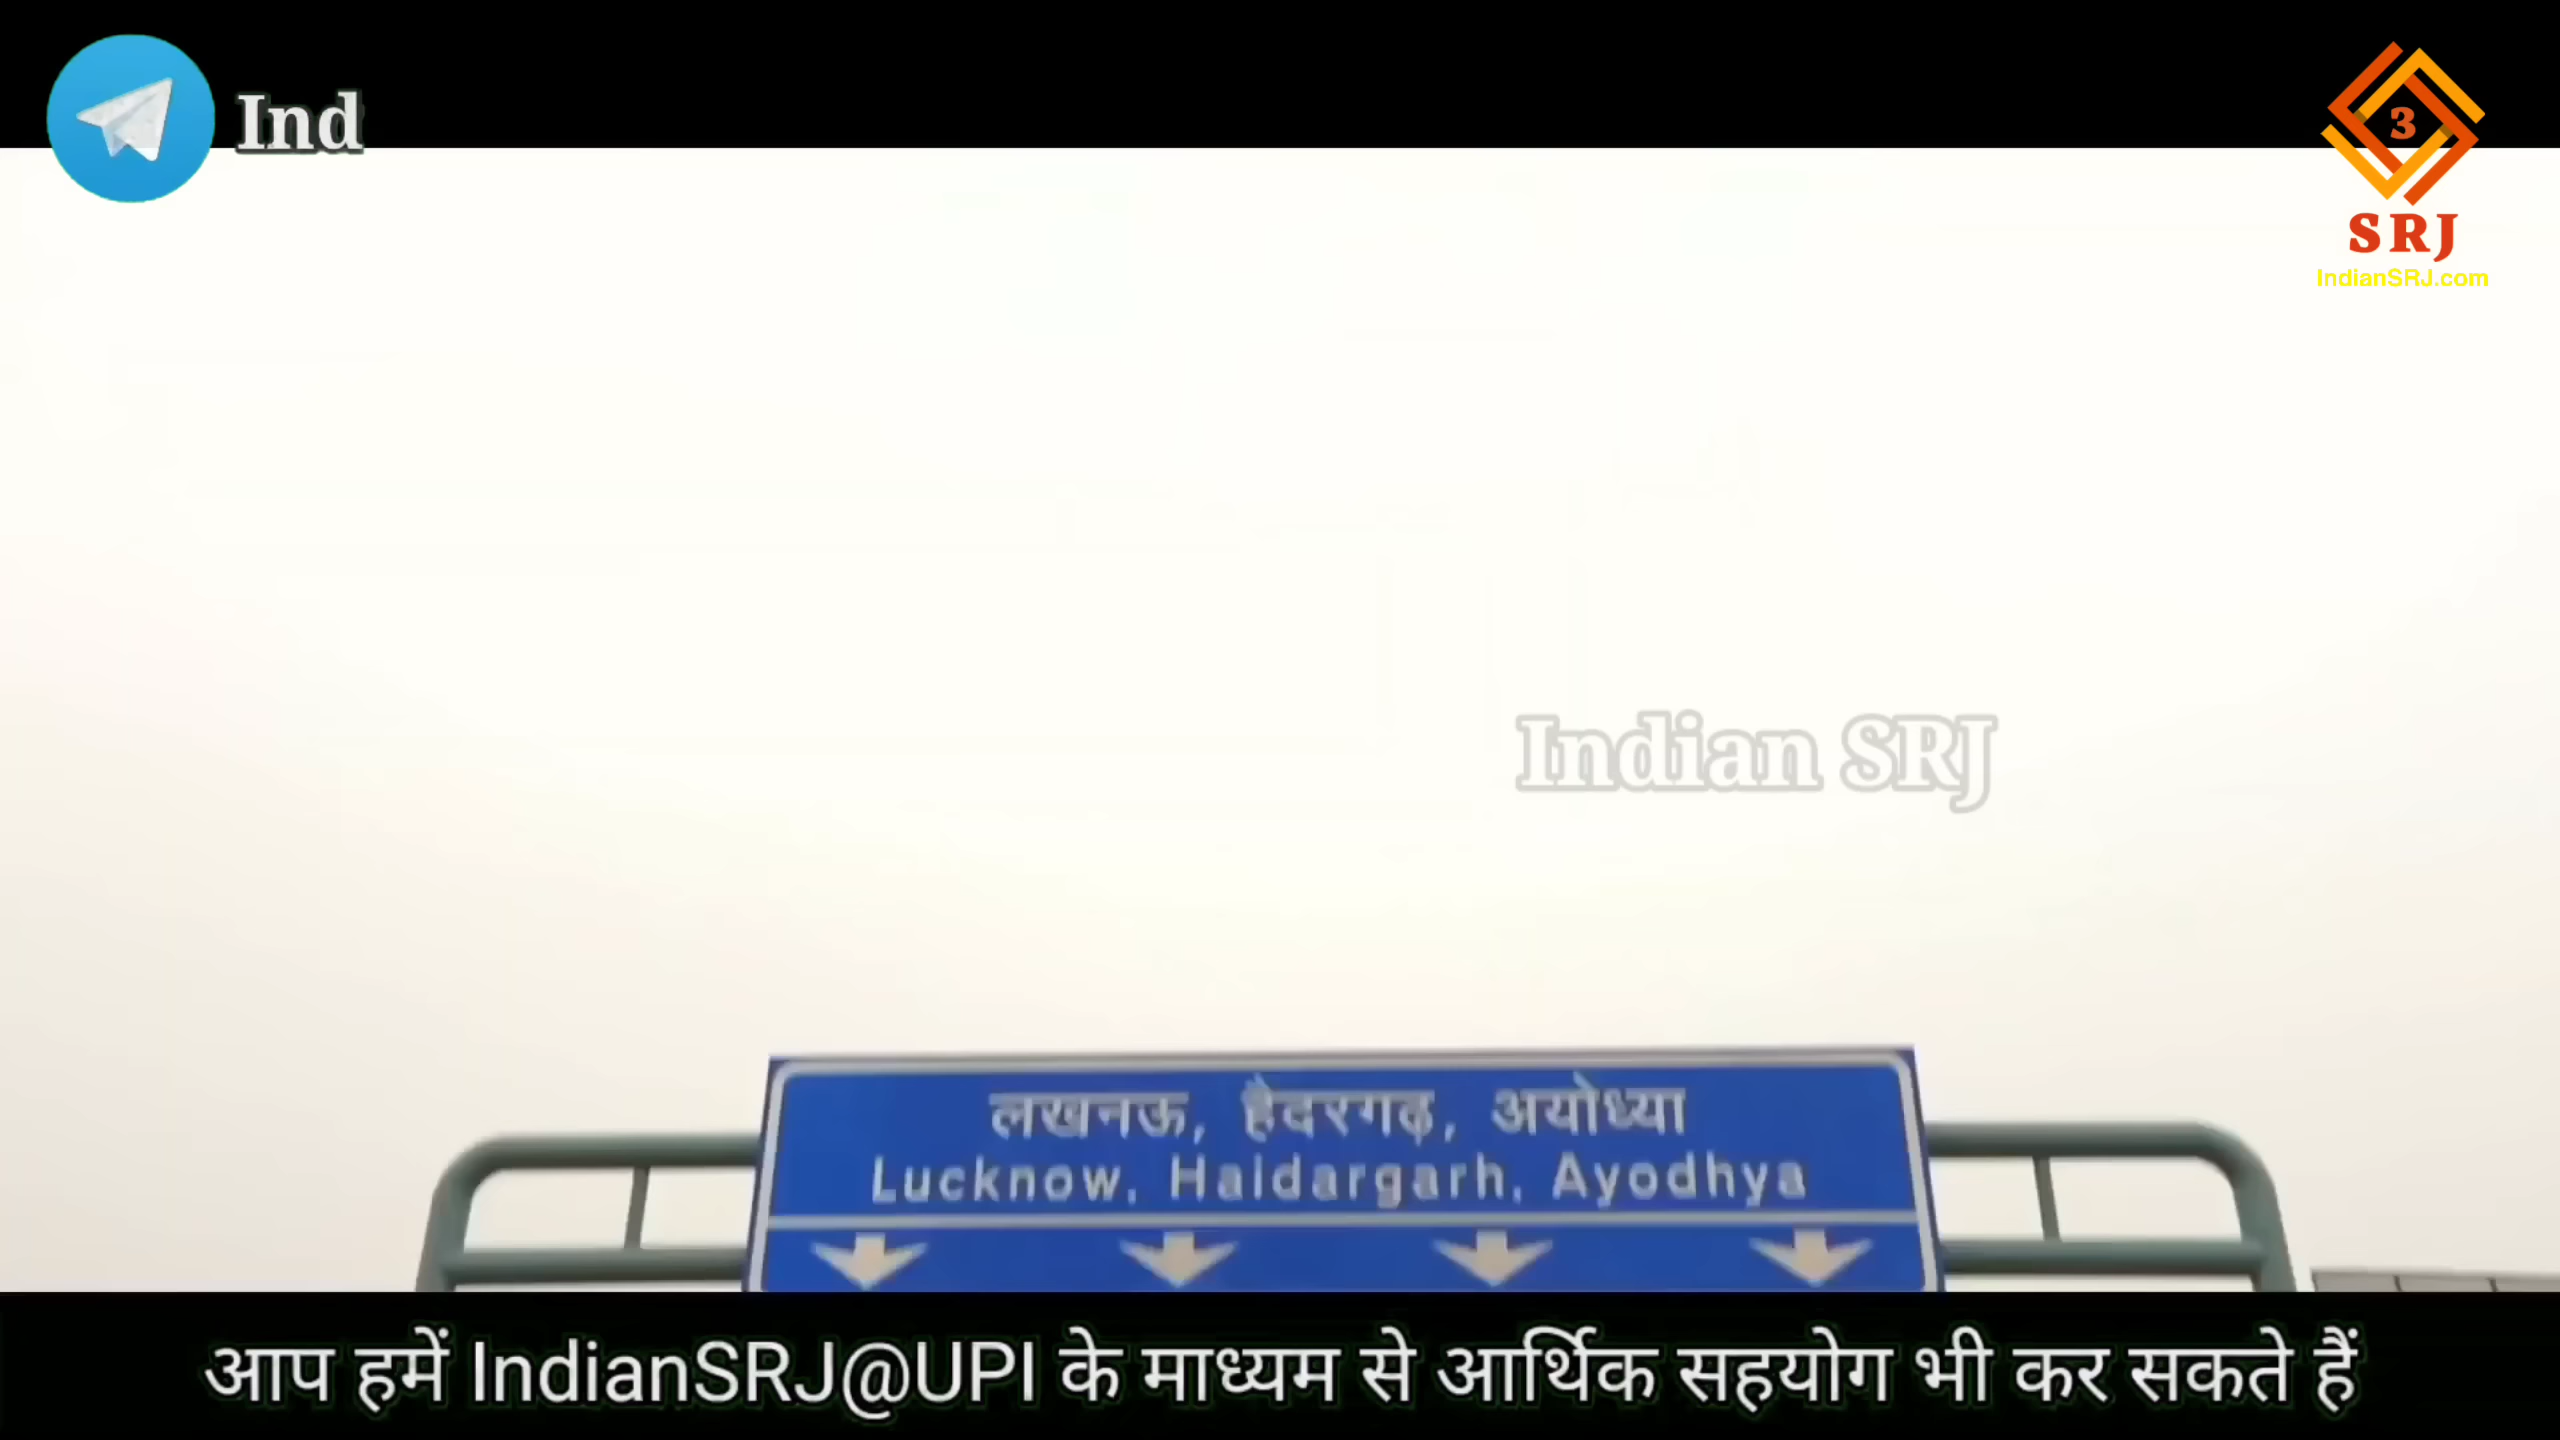 Ind
3
SRJ
IndianSRJ.com
Indian SRJ
लखनऊ, हैदरगढ़, अयोध्या
Lucknow, Haidargarh, Ayodhya
आप हमें IndianSRJ@UPI के माध्यम से आर्थिक सहयोग भी कर सकते हैं